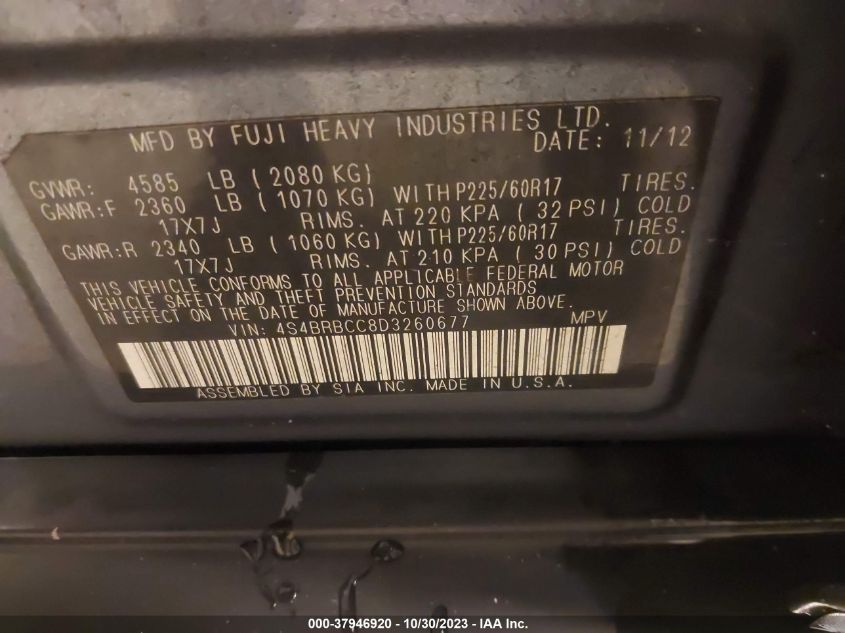 MFD BY FUJI HEAVY INDUSTRIES LTD.
DATE: 11/12
GVWR: 4585 LB ( 2080 KG)
GAWR:F 2360 LB ( 1070 KG) WITH P225/60R17 TIRES.
17X7J RIMS. AT 220 KPA ( 32 PSI) COLD
GAWR:R 2340 LB ( 1060 KG) WITH P225/60R17 TIRES.
17X7J RIMS. AT 210 KPA ( 30 PSI) COLD
THIS VEHICLE CONFORMS TO ALL APPLICABLE FEDERAL MOTOR
VEHICLE SAFETY AND THEFT PREVENTION STANDARDS
IN EFFECT ON THE DATE OF MANUFACTURE SHOWN ABOVE.
VIN: 4S4BRBCC8D3260677 MPV
ASSEMBLED BY SIA INC. MADE IN U.S.A.
000-37946920 - 10/30/2023 - IAA Inc.